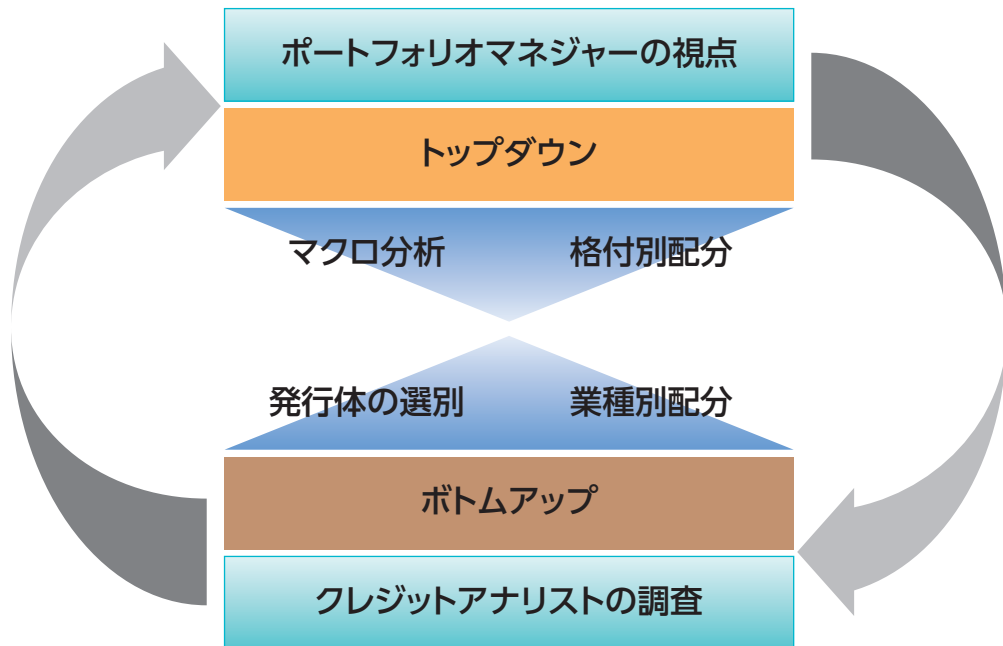 ポートフォリオマネジャーの視点
トップダウン
マクロ分析 格付別配分
発行体の選別 業種別配分
ボトムアップ
クレジットアナリストの調査